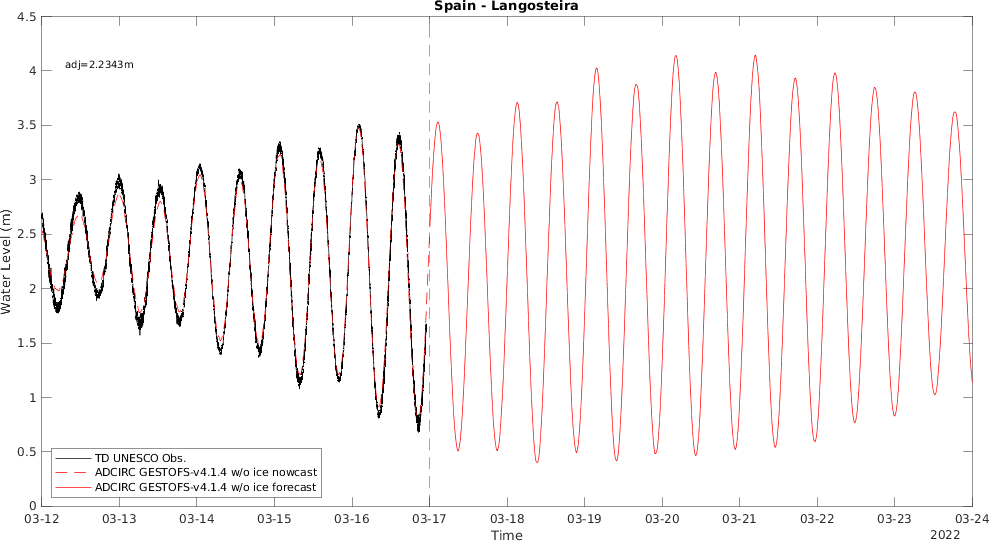 Spain - Langosteira
4.5
4
3.5
3
2.5
2
1.5
1
0.5
0
Water Level (m)
adj=2.2343m
TD UNESCO Obs.
ADCIRC GESTOFS-v4.1.4 w/o ice nowcast
ADCIRC GESTOFS-v4.1.4 w/o ice forecast
03-12 03-13 03-14 03-15 03-16 03-17 03-18 03-19 03-20 03-21 03-22 03-23 03-24
Time
2022